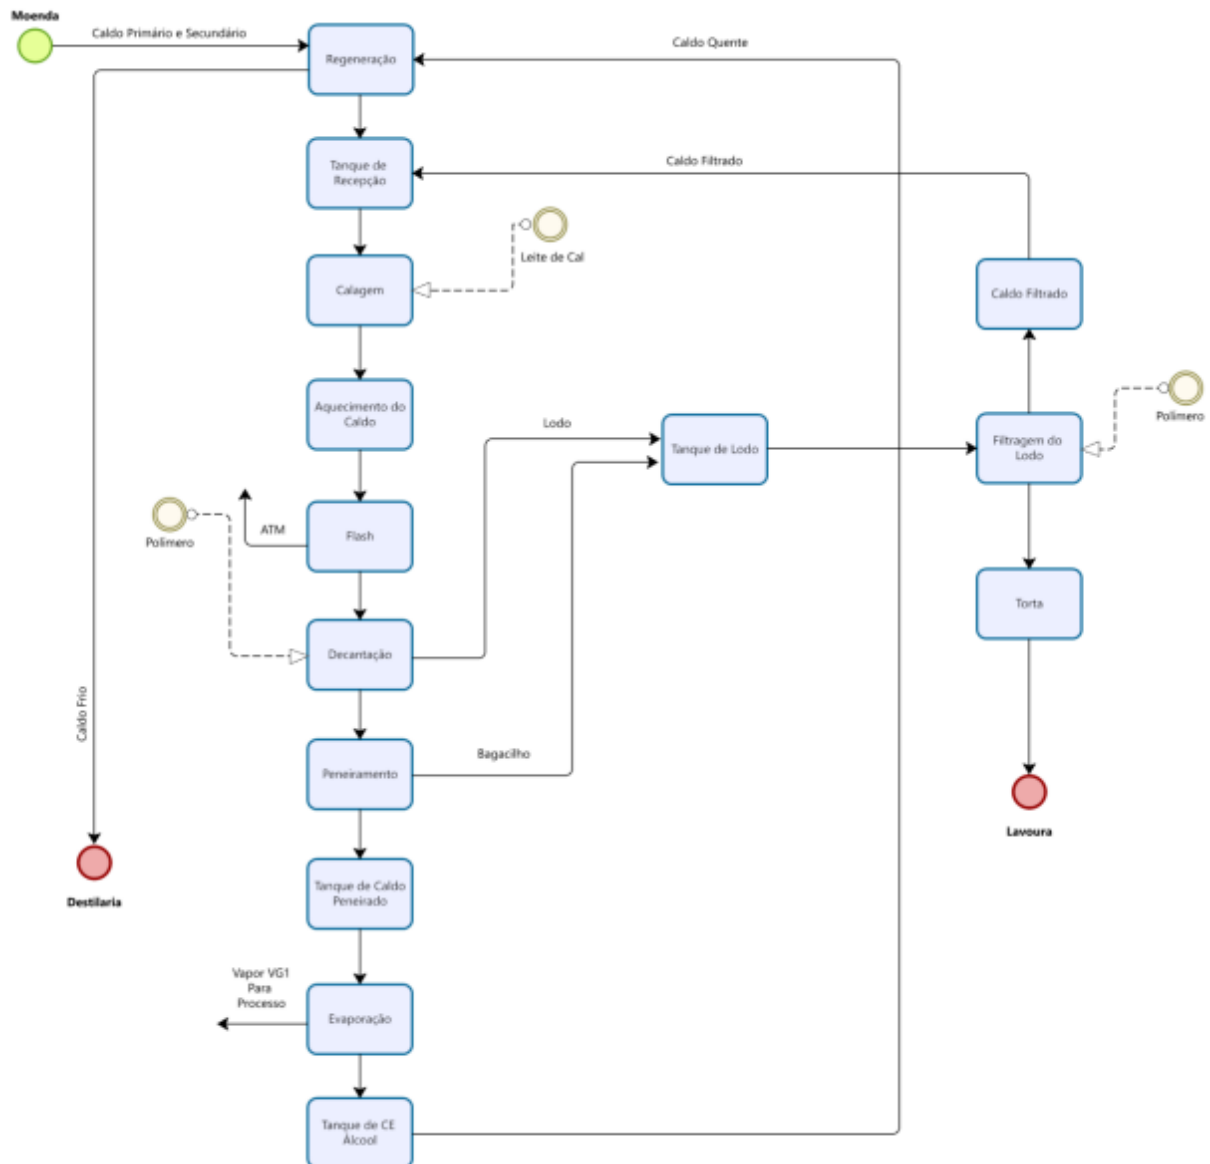 Moenda
Caldo Primário e Secundário
Caldo Quente
Regeneração
Caldo Filtrado
Tanque de
Recepção
Leite de Cal
Calagem
Caldo Filtrado
Aquecimento do
Caldo
Lodo
Tanque de Lodo
Filtragem do
Lodo
Polímero
ATM
Flash
Polímero
Torta
Decantação
Caldo Frio
Bagacilho
Peneiramento
Lavoura
Tanque de Caldo
Peneirado
Destilaria
Vapor VG1
Para
Processo
Evaporação
Tanque de CE
Álcool